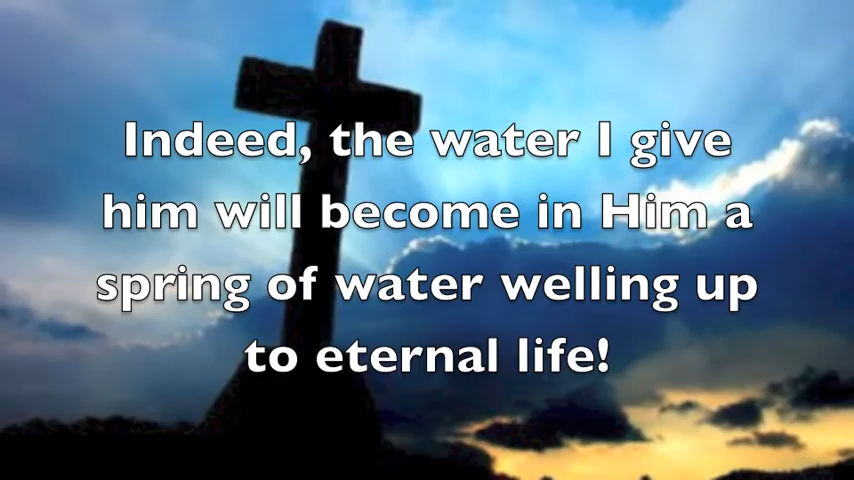 Indeed, the water I give
him will become in Him a
spring of water welling up
to eternal life!